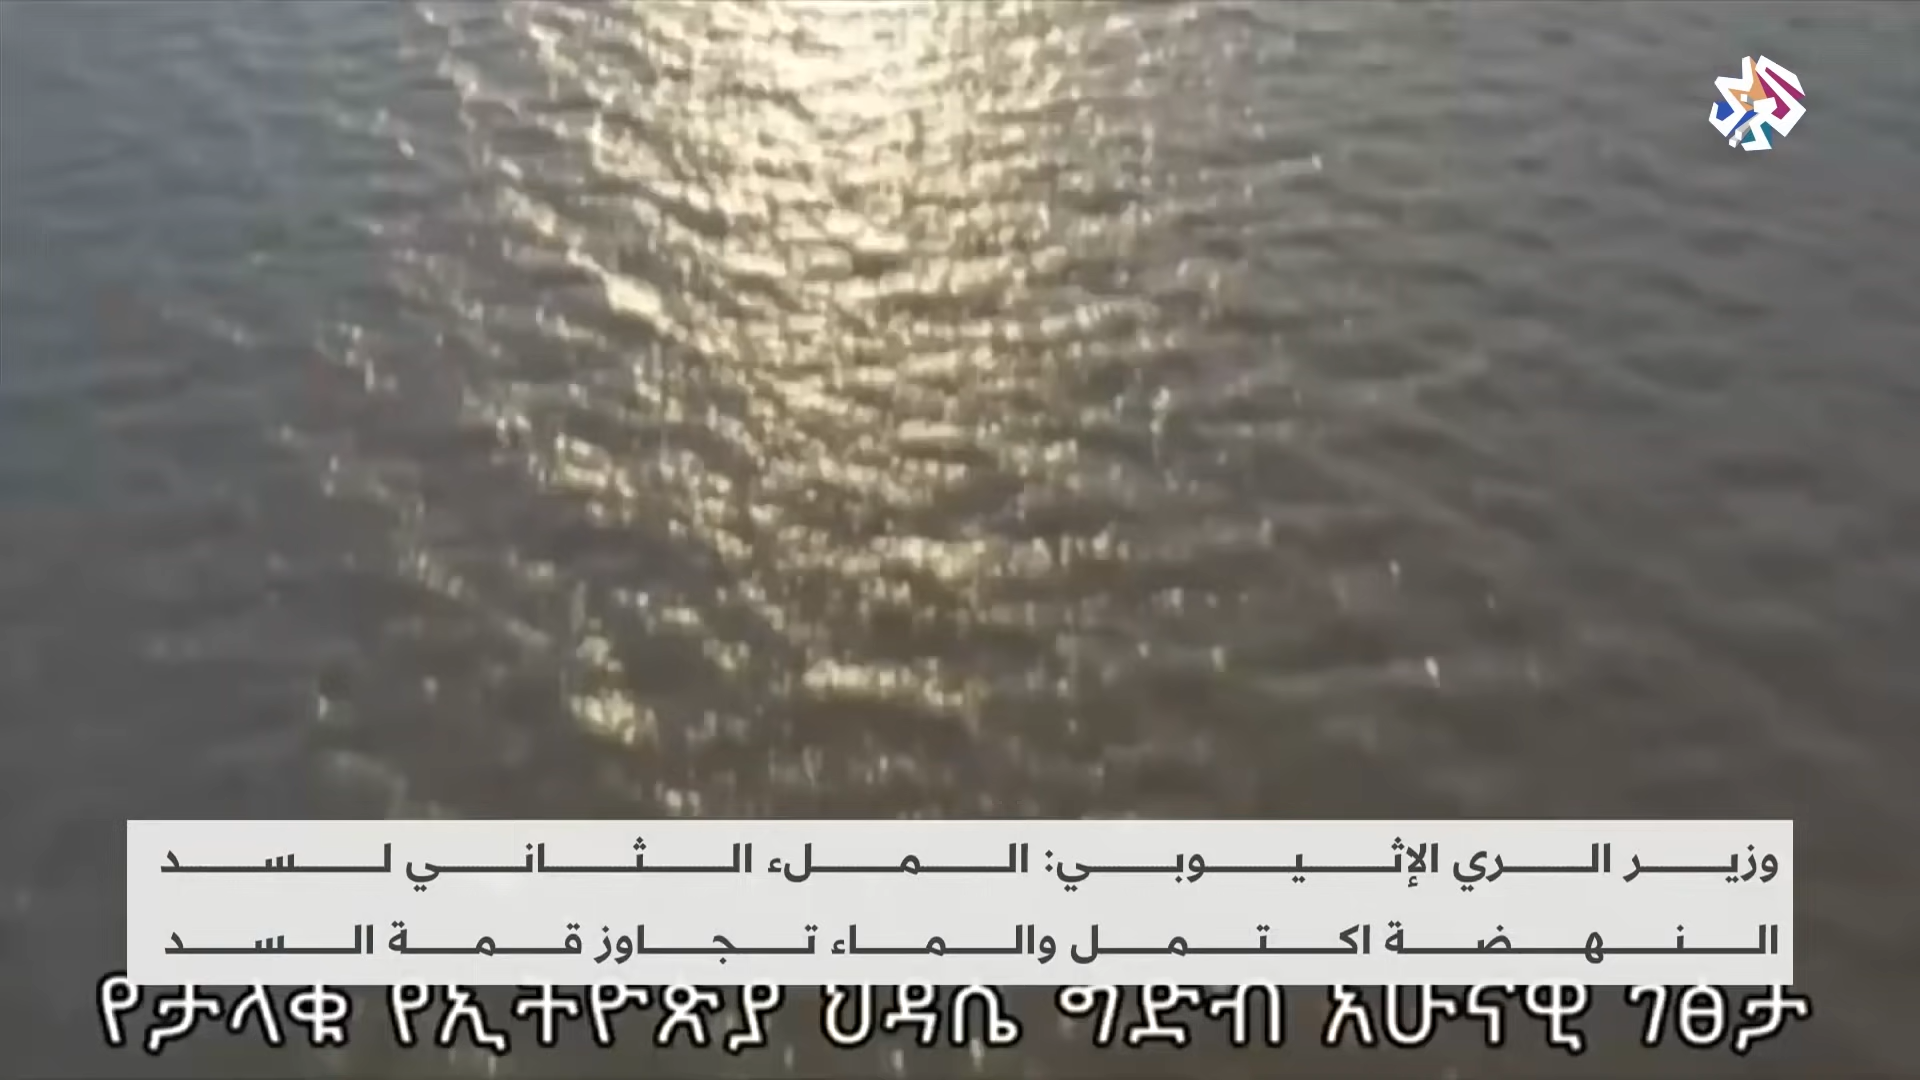 وزير الري الإثيوبي: الملء الثاني لسد
النهضة اكتمل والماء تجاوز قمة السد
የታላቁ የኢትዮጵያ ህዳሴ ግድብ አሁናዊ ገፅታ